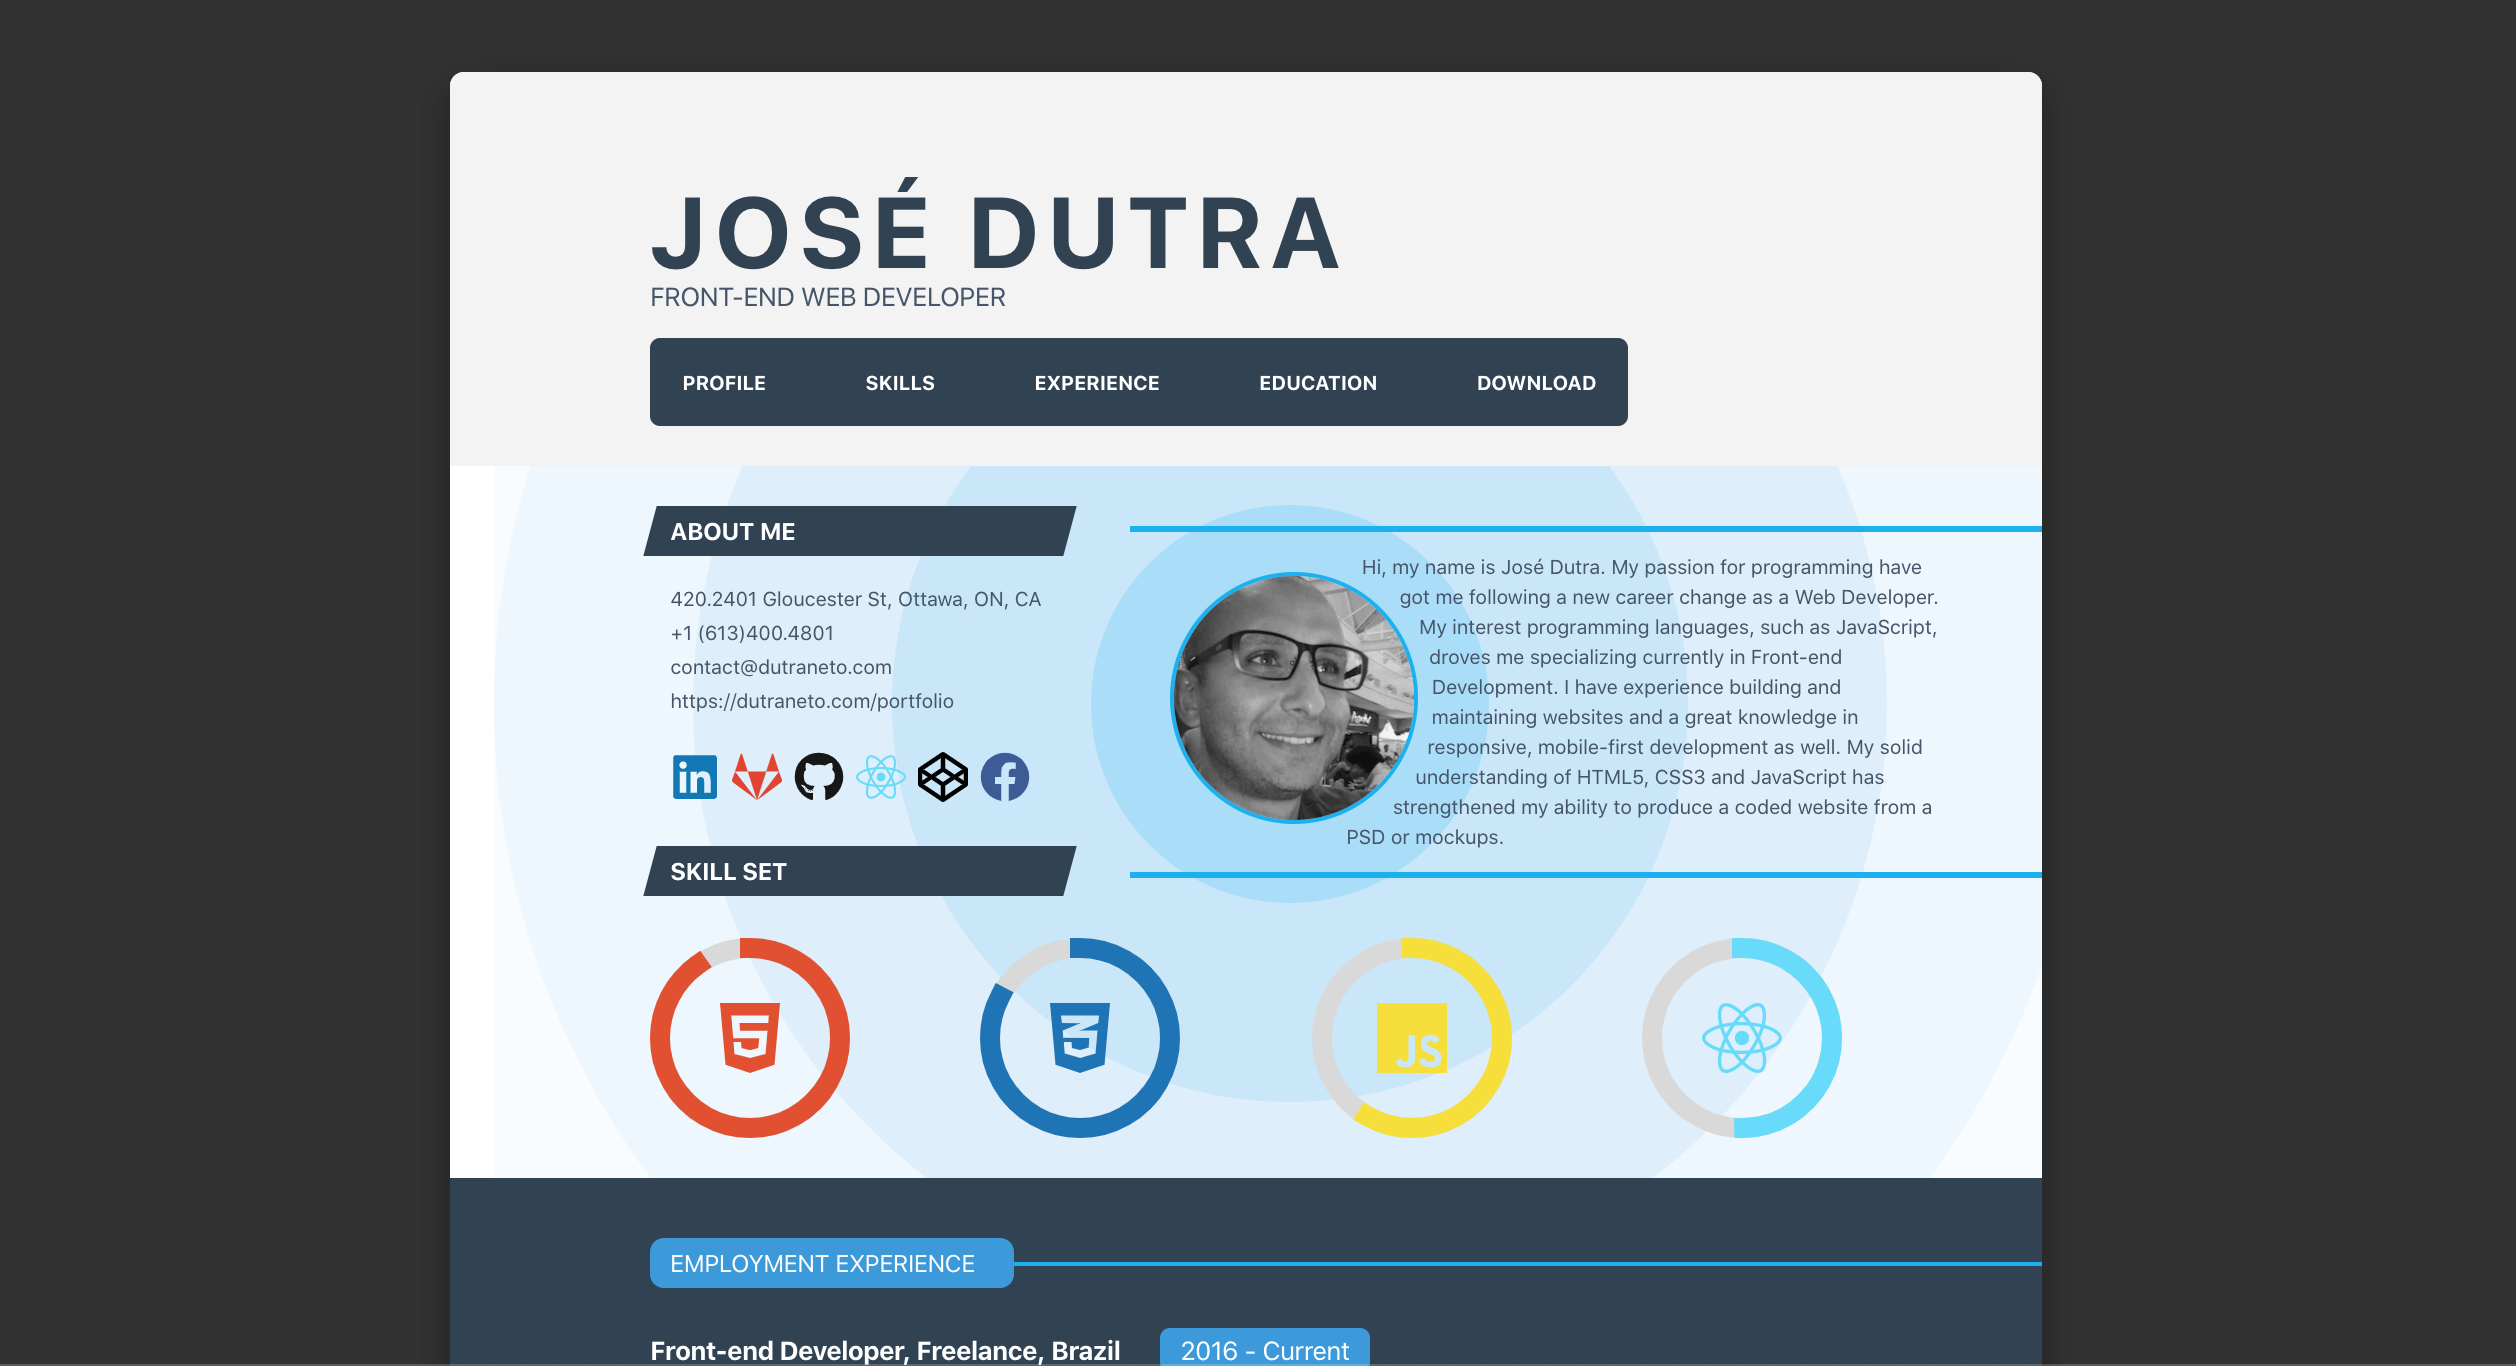 JOSÉ DUTRA
FRONT-END WEB DEVELOPER
PROFILE SKILLS EXPERIENCE EDUCATION DOWNLOAD
ABOUT ME
420.2401 Gloucester St, Ottawa, ON, CA
+1 (613)400.4801
contact@dutraneto.com
https://dutraneto.com/portfolio
in
Hi, my name is José Dutra. My passion for programming have
got me following a new career change as a Web Developer.
My interest programming languages, such as JavaScript,
droves me specializing currently in Front-end
Development. I have experience building and
maintaining websites and a great knowledge in
responsive, mobile-first development as well. My solid
understanding of HTML5, CSS3 and JavaScript has
strengthened my ability to produce a coded website from a
PSD or mockups.
SKILL SET
5
3
JS
EMPLOYMENT EXPERIENCE
Front-end Developer, Freelance, Brazil
2016 - Current